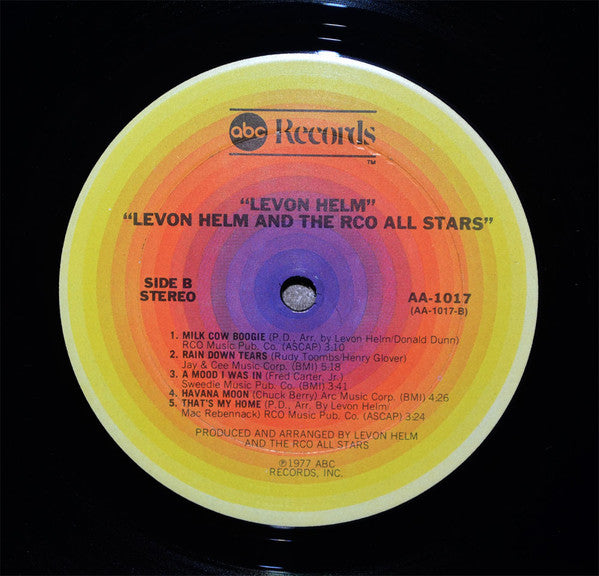 abc Records
TM
"LEVON HELM"
"LEVON HELM AND THE RCO ALL STARS"
SIDE B
STEREO
AA-1017
(AA-1017-B)
1. MILK COW BOOGIE (P.D., Arr. by Levon Helm/Donald Dunn)
RCO Music Pub. Co. (ASCAP) 3:10
2. RAIN DOWN TEARS (Rudy Toombs/Henry Glover)
Jay & Cee Music Corp. (BMI) 5:18
3. A MOOD I WAS IN (Fred Carter, Jr.)
Sweedie Music Pub. Co. (BMI) 3:41
4. HAVANA MOON (Chuck Berry) Arc Music Corp. (BMI) 4:26
5. THAT'S MY HOME (P.D., Arr. By Levon Helm/
Mac Rebennack) RCO Music Pub. Co. (ASCAP) 3:24
PRODUCED AND ARRANGED BY LEVON HELM
AND THE RCO ALL STARS
℗1977 ABC
RECORDS, INC.